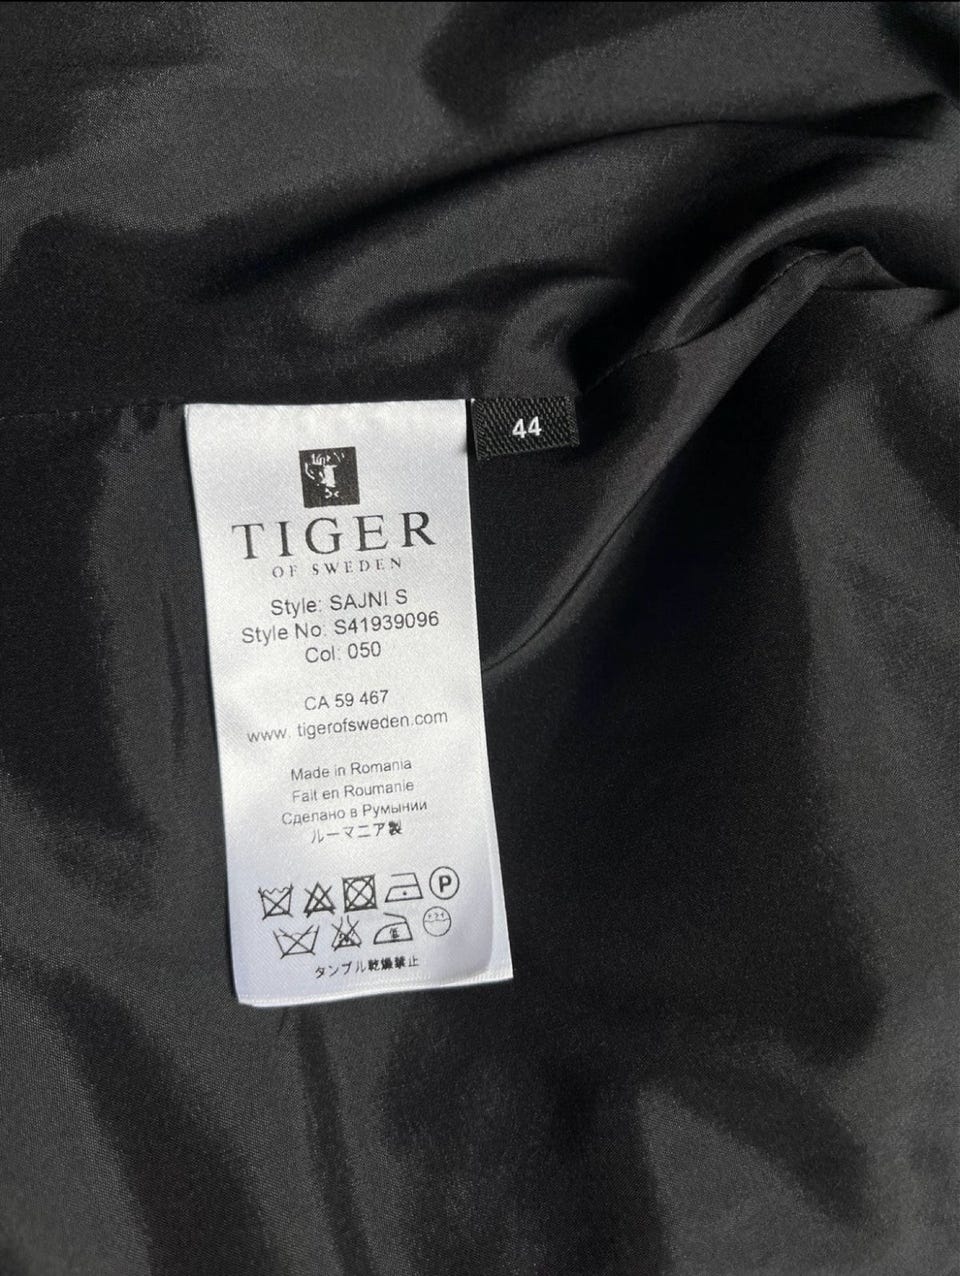 44
TIGER
OF SWEDEN
Style: SAJNI S
Style No: S41939096
Col: 050
CA 59 467
www. tigerofsweden.com
Made in Romania
Fait en Roumanie
Сделано в Румынии
ルーマニア製
P
タンブル乾燥禁止